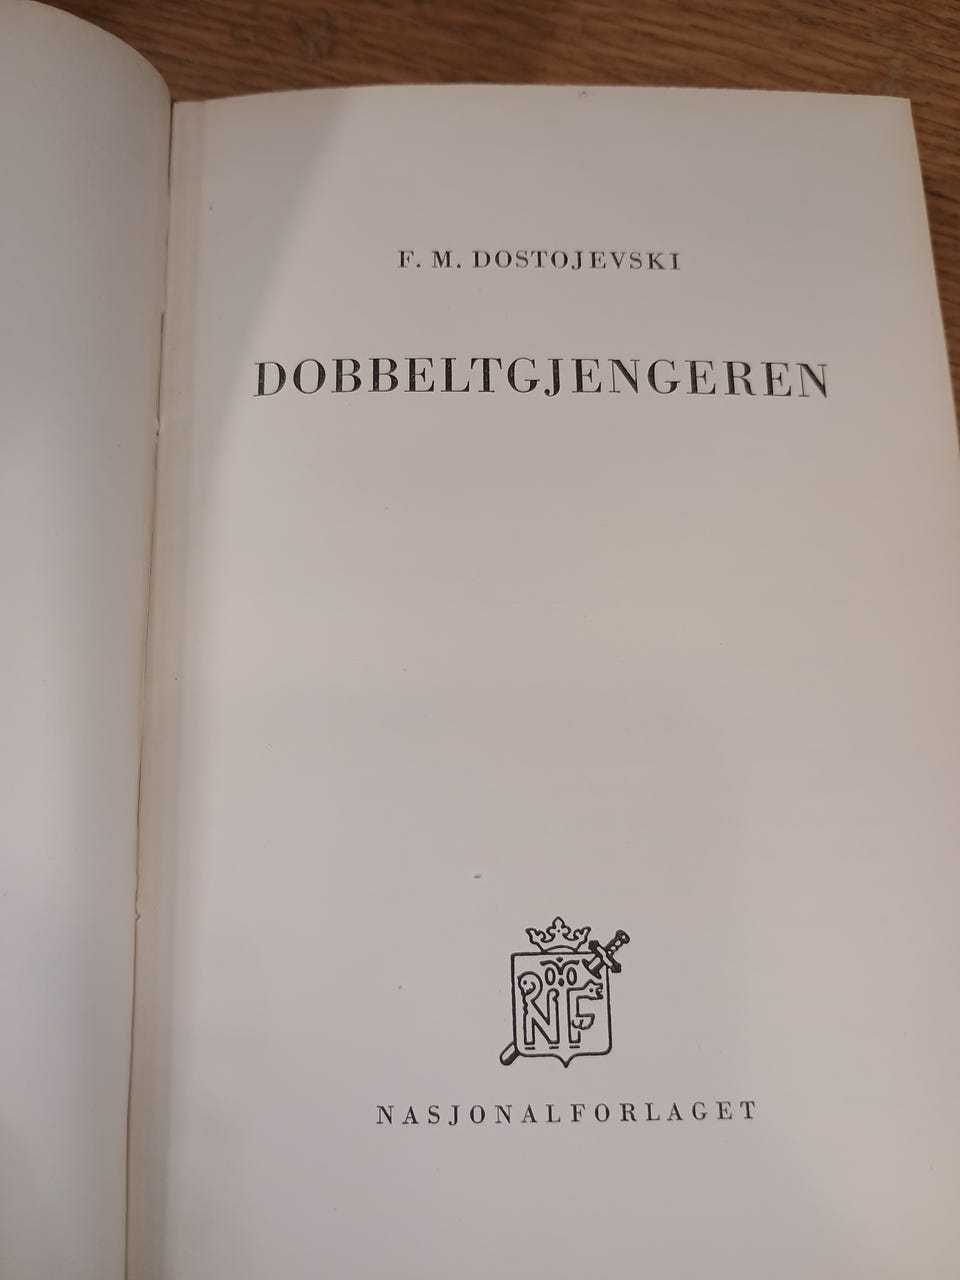 F. M. DOSTOJEVSKI
DOBBELTGJENGEREN
NF
NASJONALFORLAGET